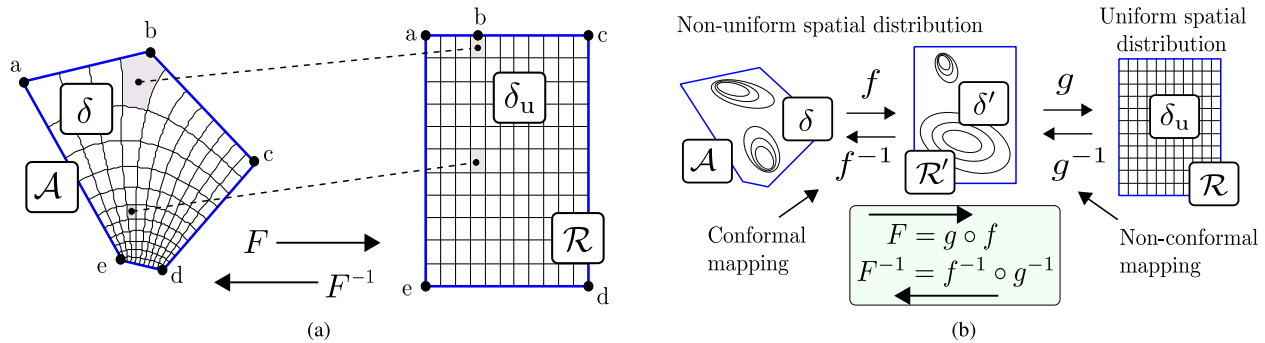 a
b
δ
𝒜
c
e
d
F
F⁻¹
a
b
c
δᵤ
ℛ
e
d
(a)
Non-uniform spatial distribution
Uniform spatial
distribution
δ
𝒜
f
f⁻¹
δ′
ℛ′
g
g⁻¹
δᵤ
ℛ
Conformal
mapping
F = g ∘ f
F⁻¹ = f⁻¹ ∘ g⁻¹
Non-conformal
mapping
(b)